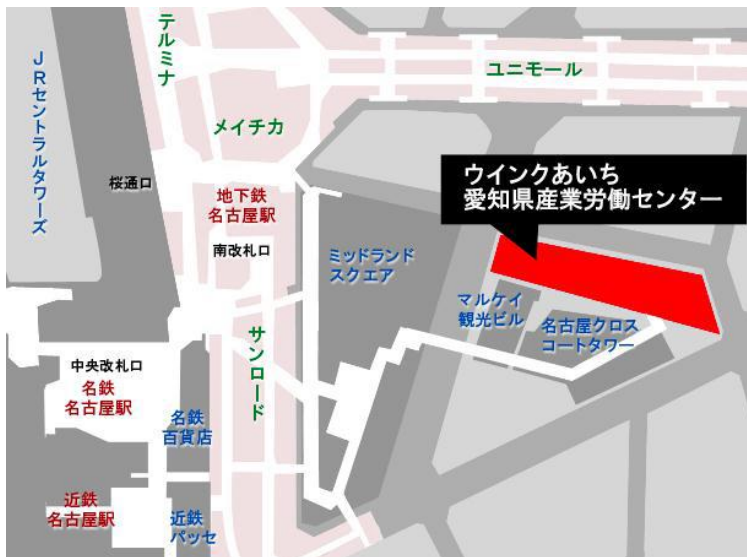 テルミナ
ユニモール
JRセントラルタワーズ
メイチカ
桜通口
地下鉄
名古屋駅
南改札口
ウインクあいち
愛知県産業労働センター
ミッドランド
スクエア
マルケイ
観光ビル
名古屋クロス
コートタワー
サンロード
中央改札口
名鉄
名古屋駅
名鉄
百貨店
近鉄
名古屋駅
近鉄
パッセ